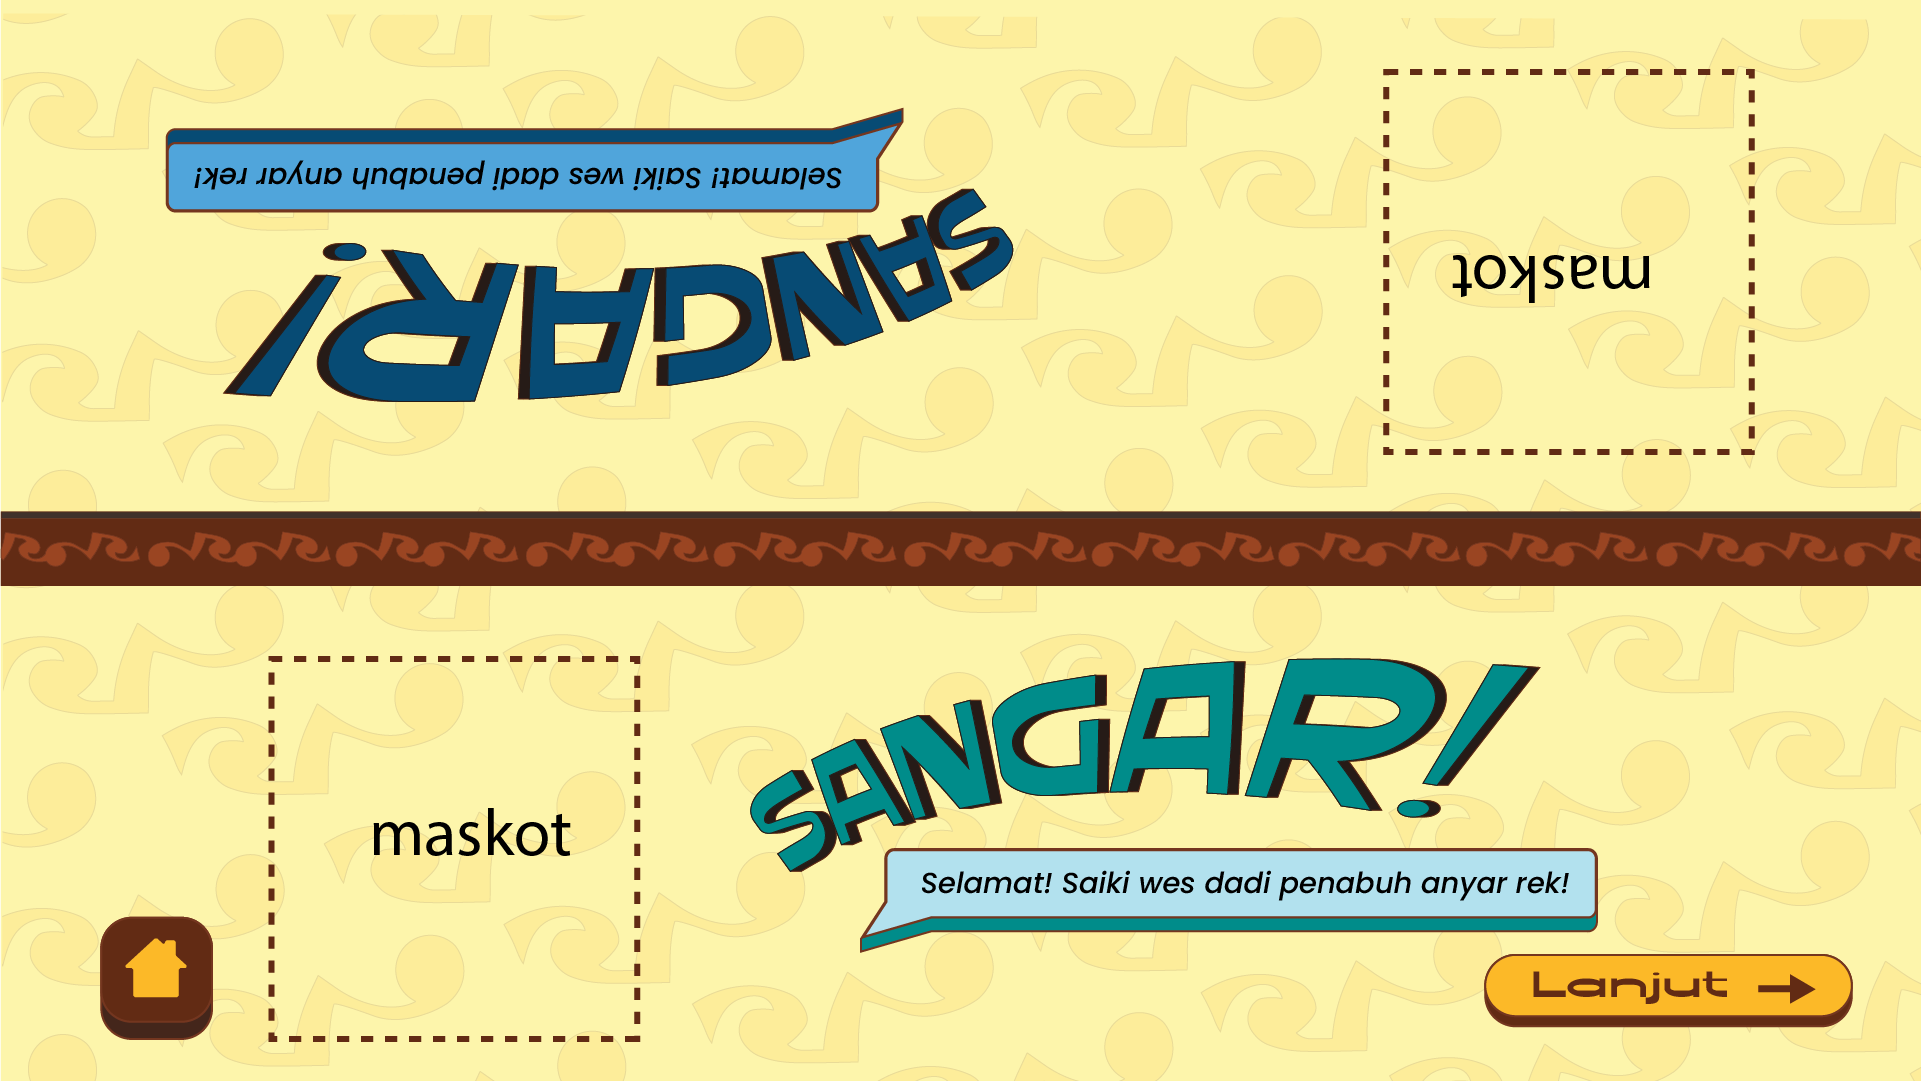 Selamat! Saiki wes dadi penabuh anyar rek!
SANGAR!
maskot
SANGAR!
maskot
Selamat! Saiki wes dadi penabuh anyar rek!
Lanjut